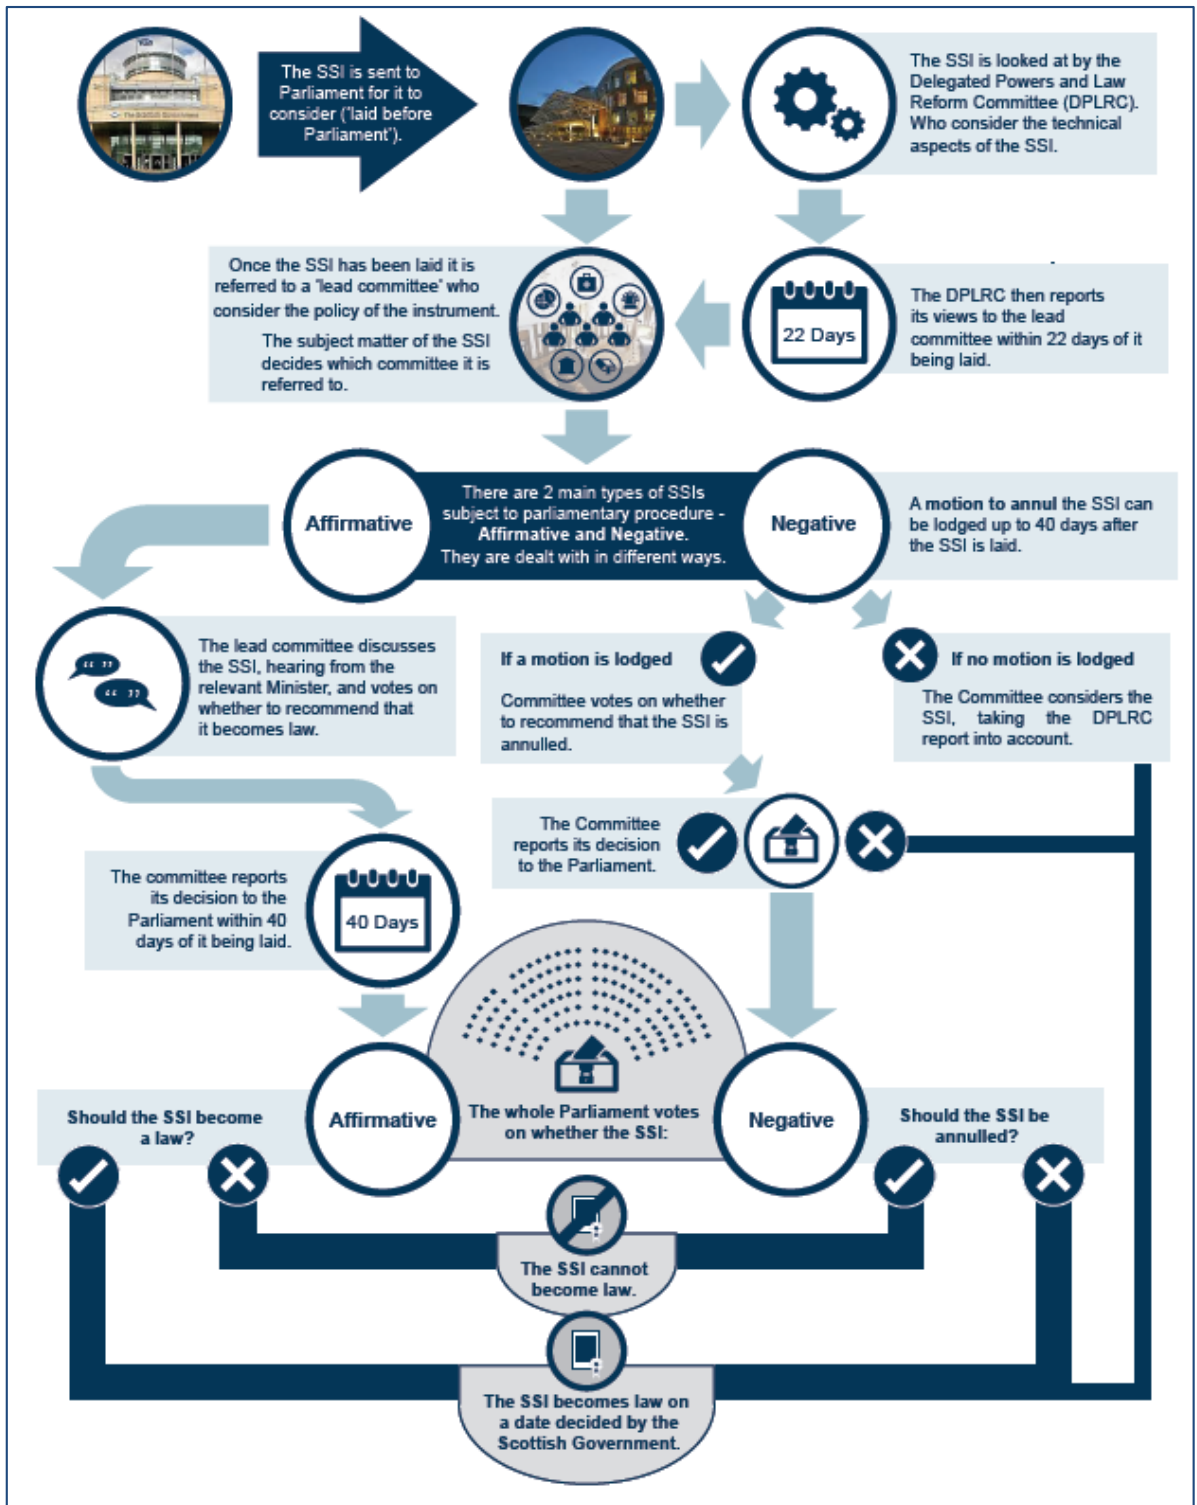 The SSI is sent to
Parliament for it to
consider ('laid before
Parliament').
The Scottish Government
The SSI is looked at by the
Delegated Powers and Law
Reform Committee (DPLRC).
Who consider the technical
aspects of the SSI.
Once the SSI has been laid it is
referred to a 'lead committee' who
consider the policy of the instrument.
The subject matter of the SSI
decides which committee it is
referred to.
22 Days
The DPLRC then reports
its views to the lead
committee within 22 days of it
being laid.
Affirmative
There are 2 main types of SSIs
subject to parliamentary procedure -
Affirmative and Negative.
They are dealt with in different ways.
Negative
A motion to annul the SSI can
be lodged up to 40 days after
the SSI is laid.
The lead committee discusses
the SSI, hearing from the
relevant Minister, and votes on
whether to recommend that
it becomes law.
If a motion is lodged
Committee votes on whether
to recommend that the SSI is
annulled.
If no motion is lodged
The Committee considers the
SSI, taking the DPLRC
report into account.
The Committee
reports its decision
to the Parliament.
The committee reports
its decision to the
Parliament within 40
days of it being laid.
40 Days
Should the SSI become
a law?
Affirmative
The whole Parliament votes
on whether the SSI:
Negative
Should the SSI be
annulled?
The SSI cannot
become law.
The SSI becomes law on
a date decided by the
Scottish Government.